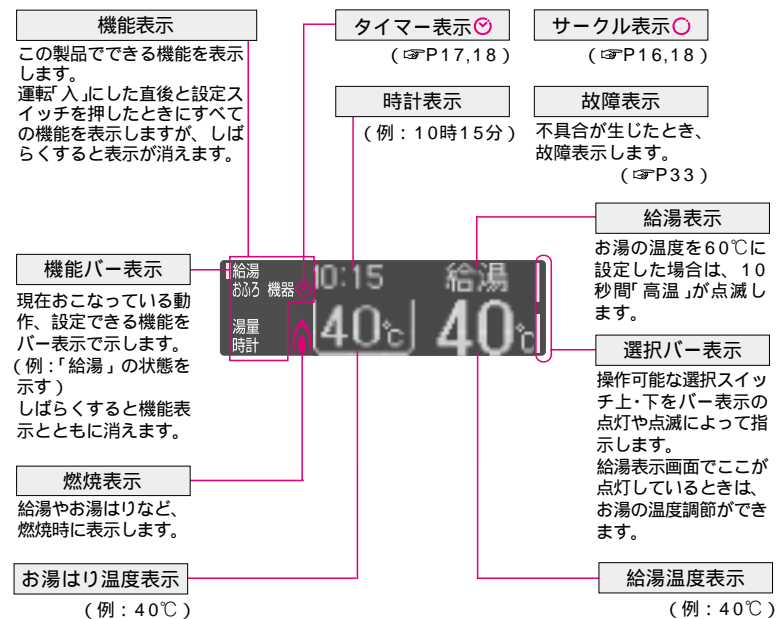 機能表示
この製品でできる機能を表示
します。
運転「入」にした直後と設定ス
イッチを押したときにすべて
の機能を表示しますが、しば
らくすると表示が消えます。
タイマー表示
(☞P17,18)
サークル表示
(☞P16,18)
時計表示
(例：10時15分)
故障表示
不具合が生じたとき、
故障表示します。
(☞P33)
給湯表示
お湯の温度を60℃に
設定した場合は、10
秒間「高温」が点滅し
ます。
機能バー表示
現在おこなっている動
作、設定できる機能を
バー表示で示します。
(例：「給湯」の状態を
示す)
しばらくすると機能表
示とともに消えます。
給湯
おふろ 機器
湯量
時計
10:15
給湯
40℃
40℃
選択バー表示
操作可能な選択スイッ
チ上・下をバー表示の
点灯や点滅によって指
示します。
給湯表示画面でここが
点灯しているときは、
お湯の温度調節ができ
ます。
燃焼表示
給湯やお湯はりなど、
燃焼時に表示します。
お湯はり温度表示
(例：40℃)
給湯温度表示
(例：40℃)